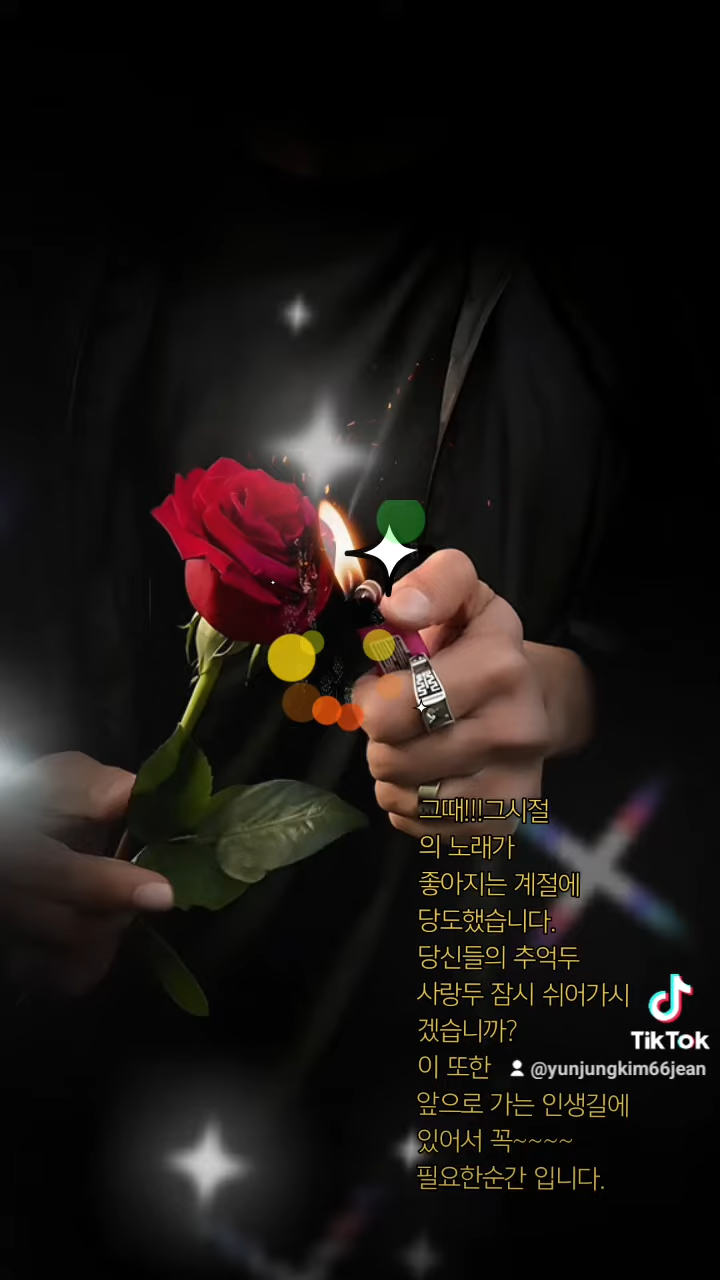 그때!!!그시절
의 노래가
좋아지는 계절에
당도했습니다.
당신들의 추억두
사랑두 잠시 쉬어가시
겠습니까?
이 또한
앞으로 가는 인생길에
있어서 꼭~~~~
필요한순간 입니다.
TikTok
@yunjungkim66jean